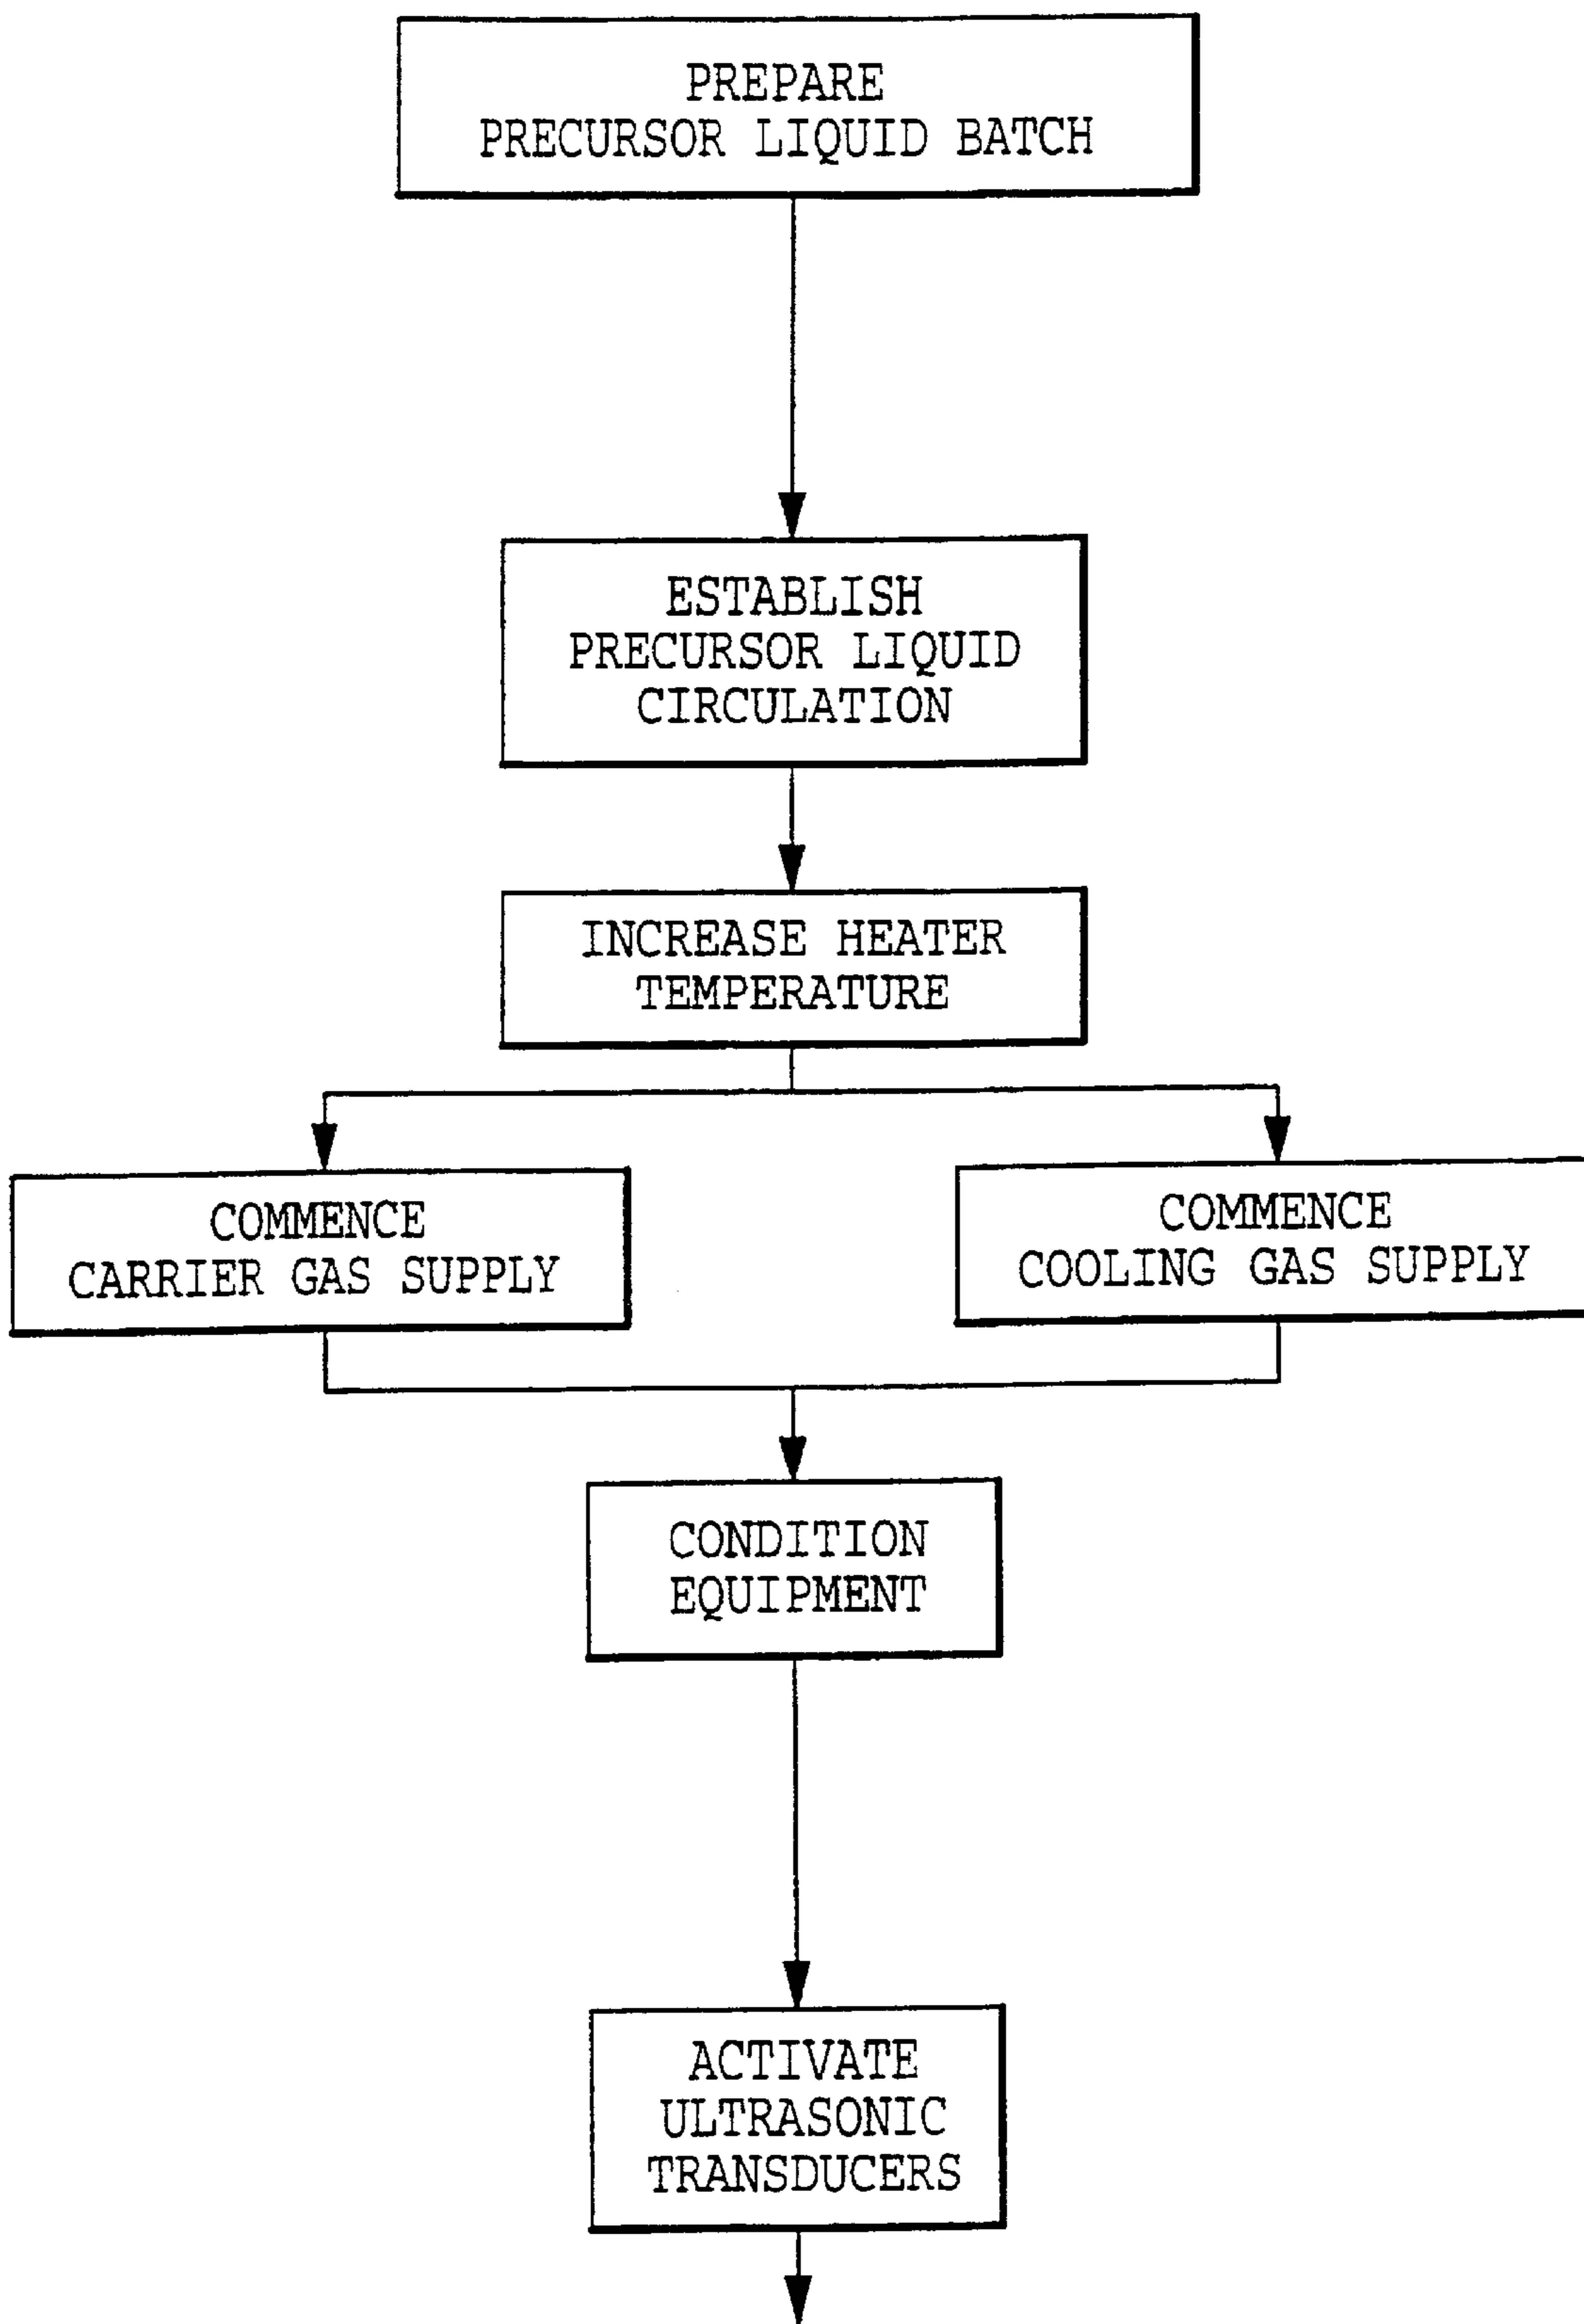 PREPARE
PRECURSOR LIQUID BATCH
ESTABLISH
PRECURSOR LIQUID
CIRCULATION
INCREASE HEATER
TEMPERATURE
COMMENCE
CARRIER GAS SUPPLY
COMMENCE
COOLING GAS SUPPLY
CONDITION
EQUIPMENT
ACTIVATE
ULTRASONIC
TRANSDUCERS